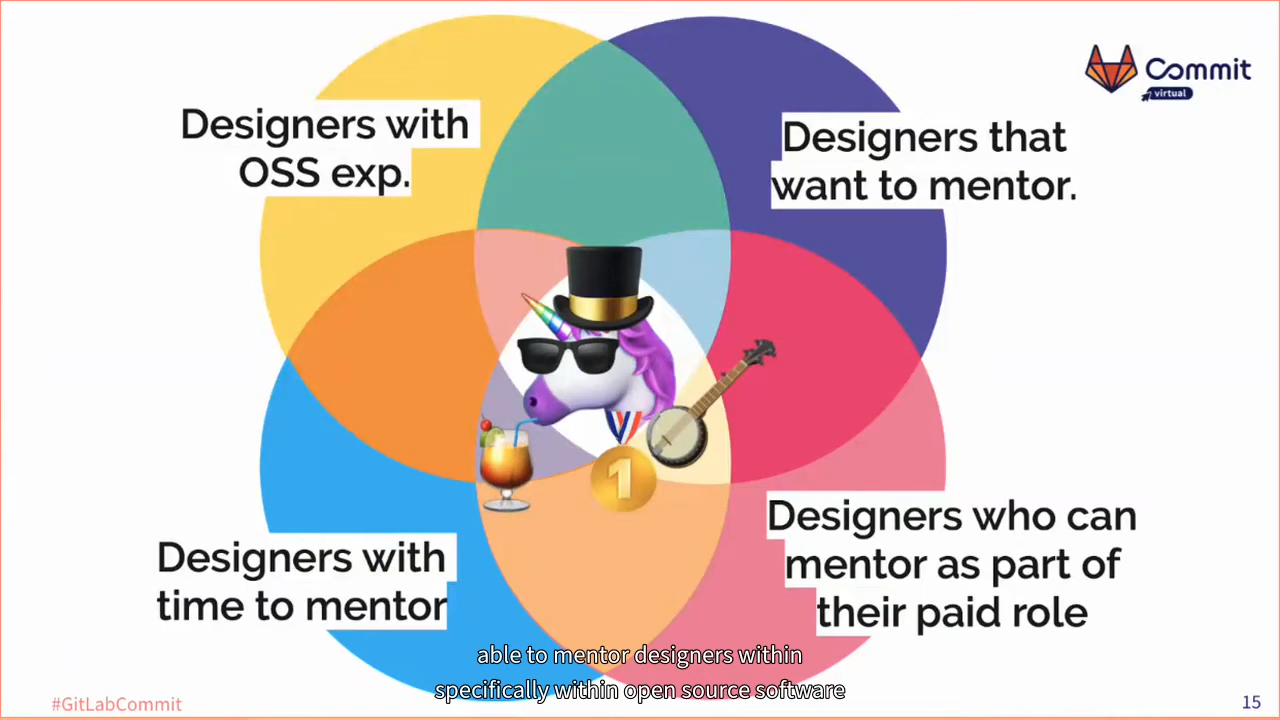 Commit
virtual
Designers with
OSS exp.
Designers that
want to mentor.
1
Designers with
time to mentor
Designers who can
mentor as part of
their paid role
able to mentor designers within
specifically within open source software
#GitLabCommit
15